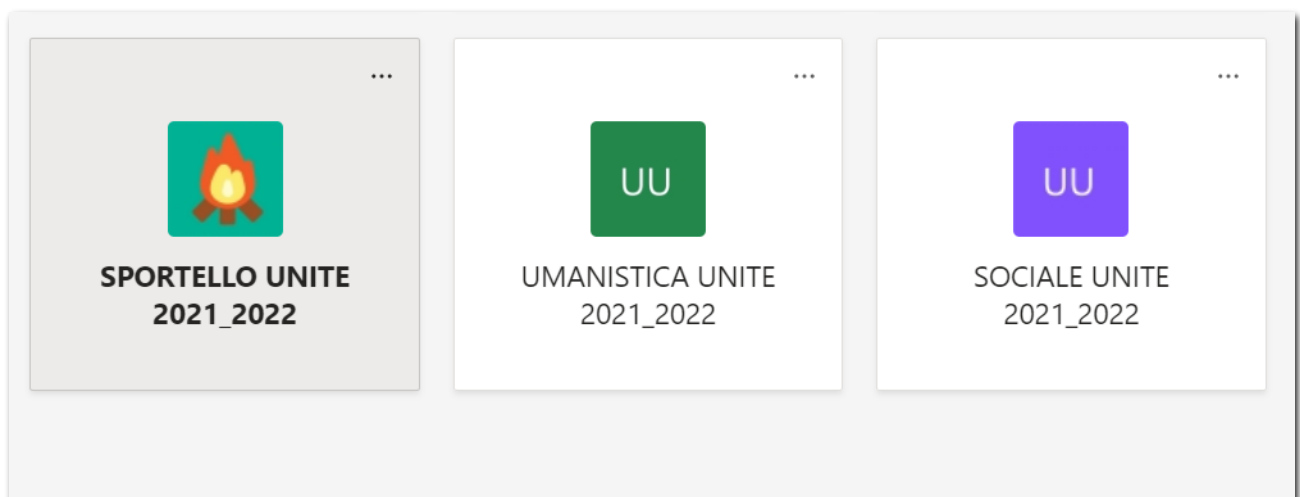 SPORTELLO UNITE
2021_2022
UU
UMANISTICA UNITE
2021_2022
UU
SOCIALE UNITE
2021_2022